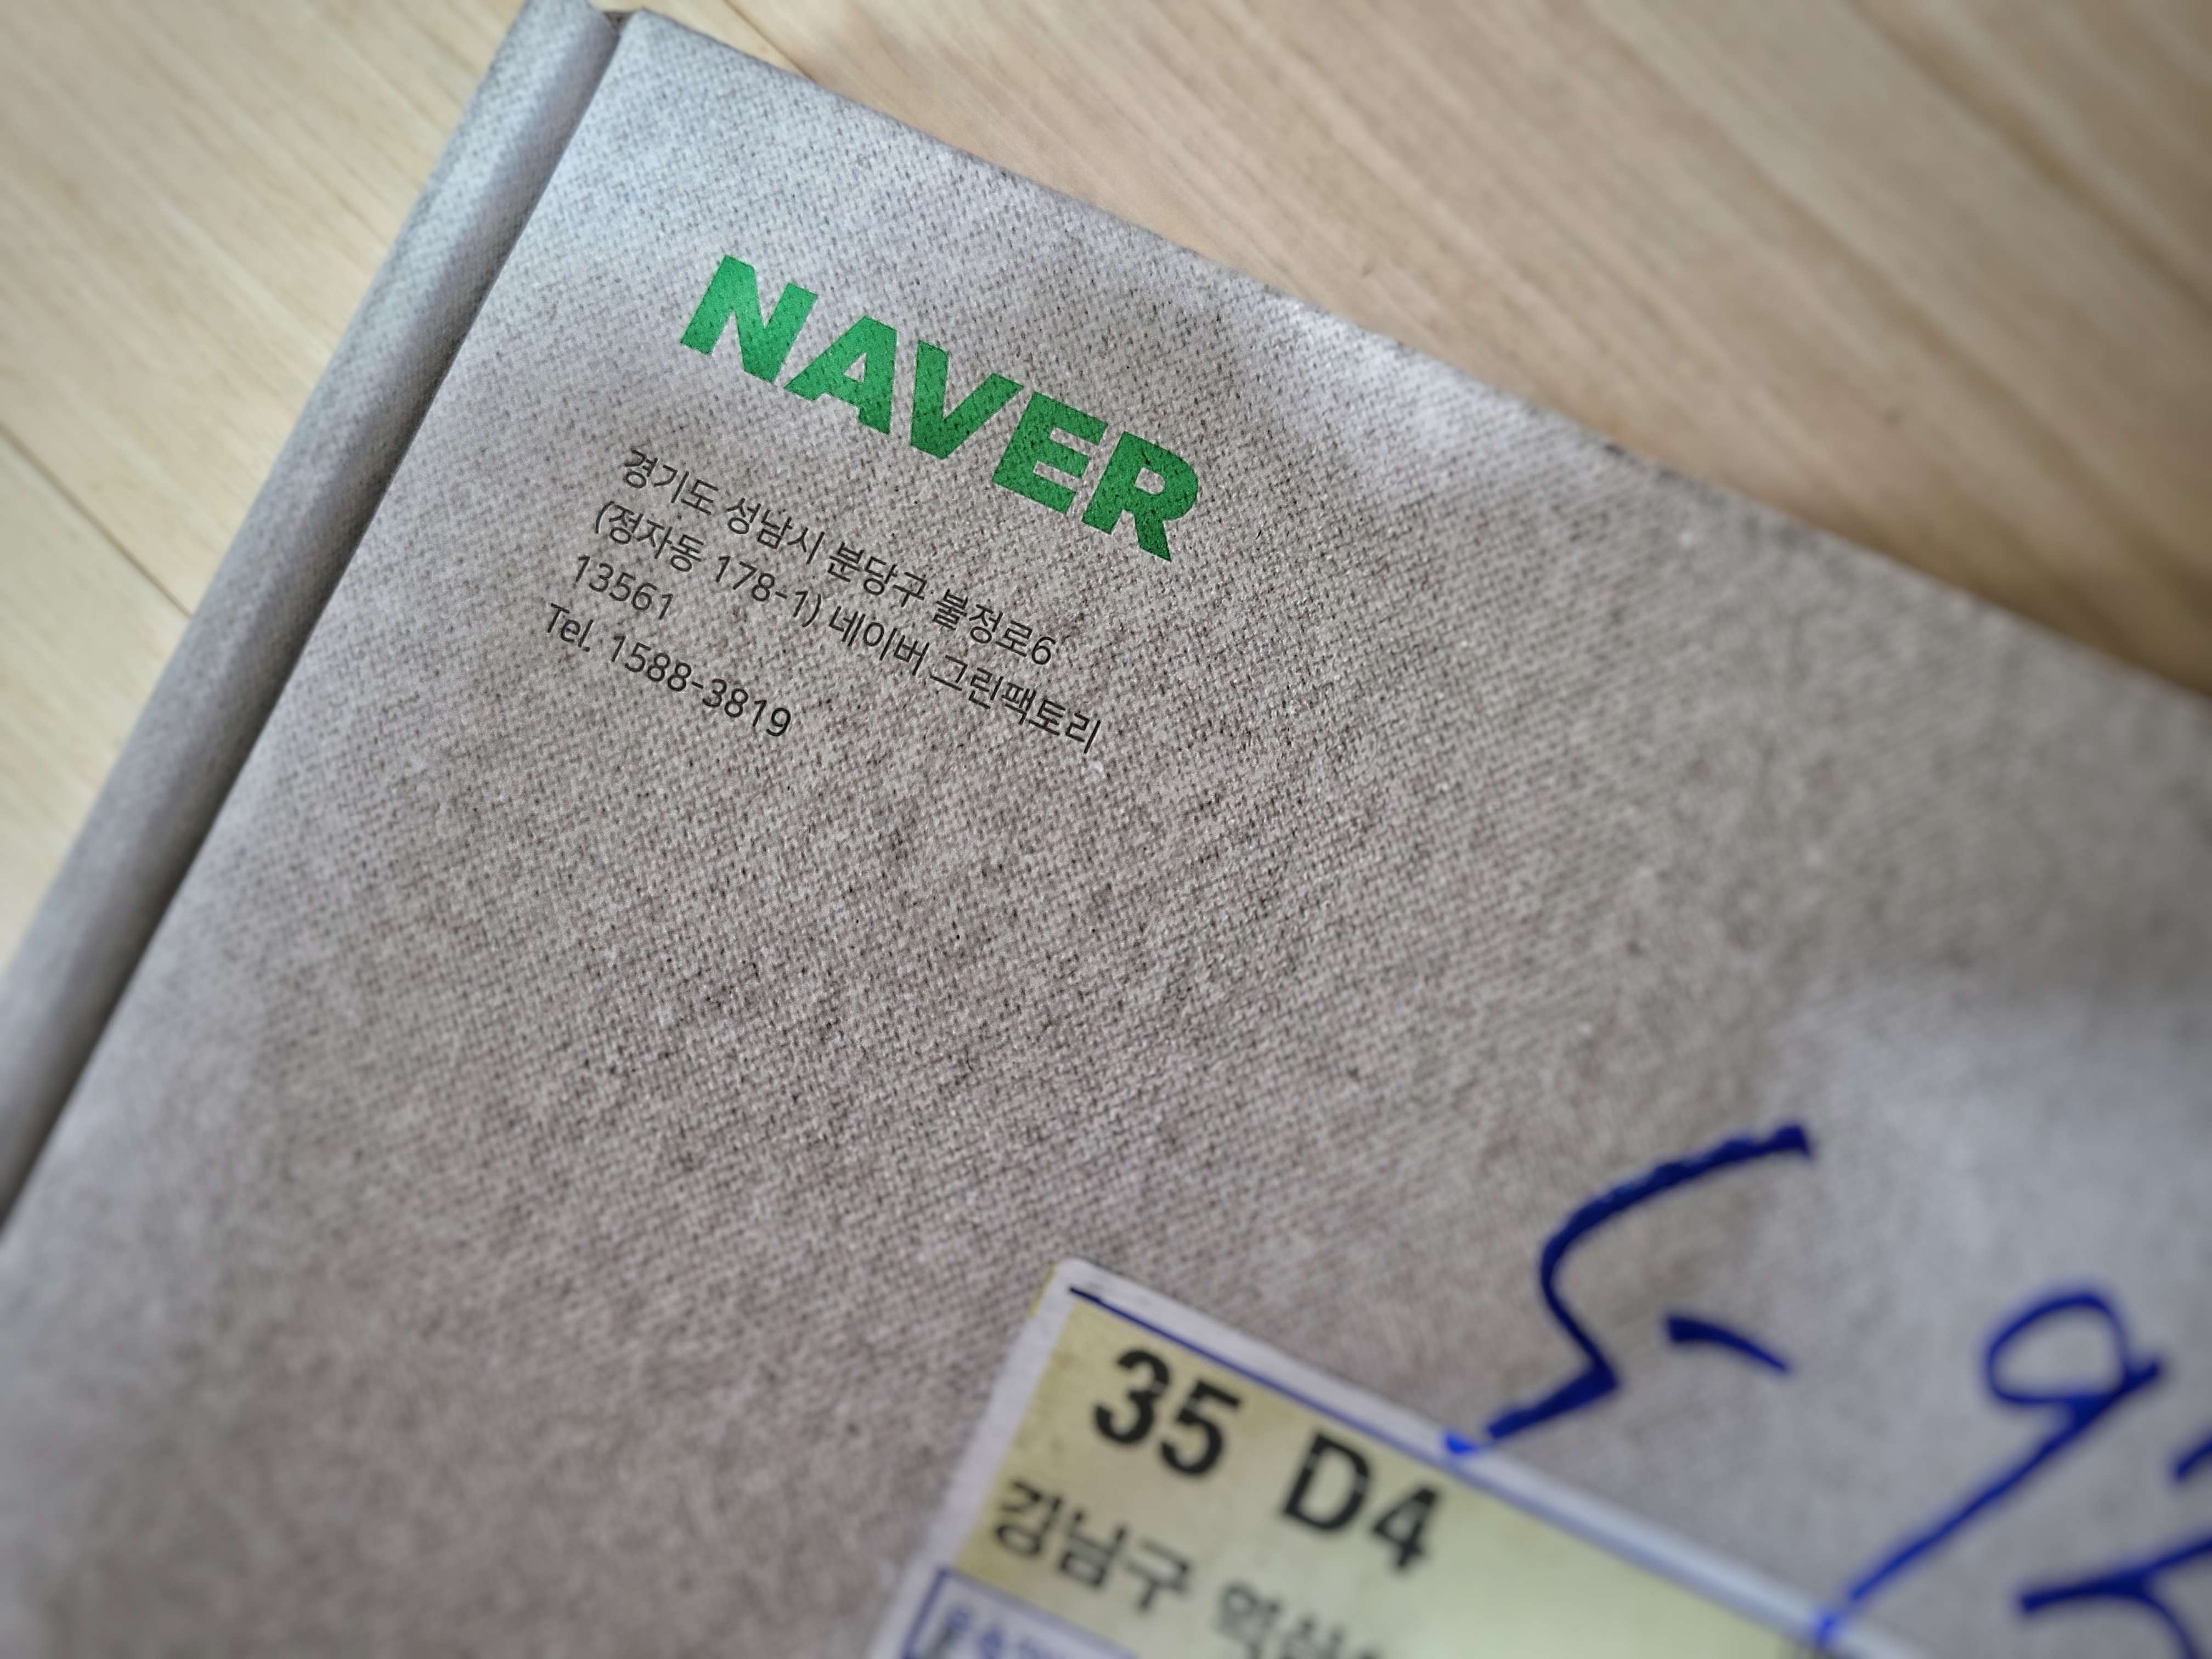 NAVER
경기도 성남시 분당구 불정로6
(정자동 178-1) 네이버 그린팩토리
13561
Tel. 1588-3819
35 D4
강남구